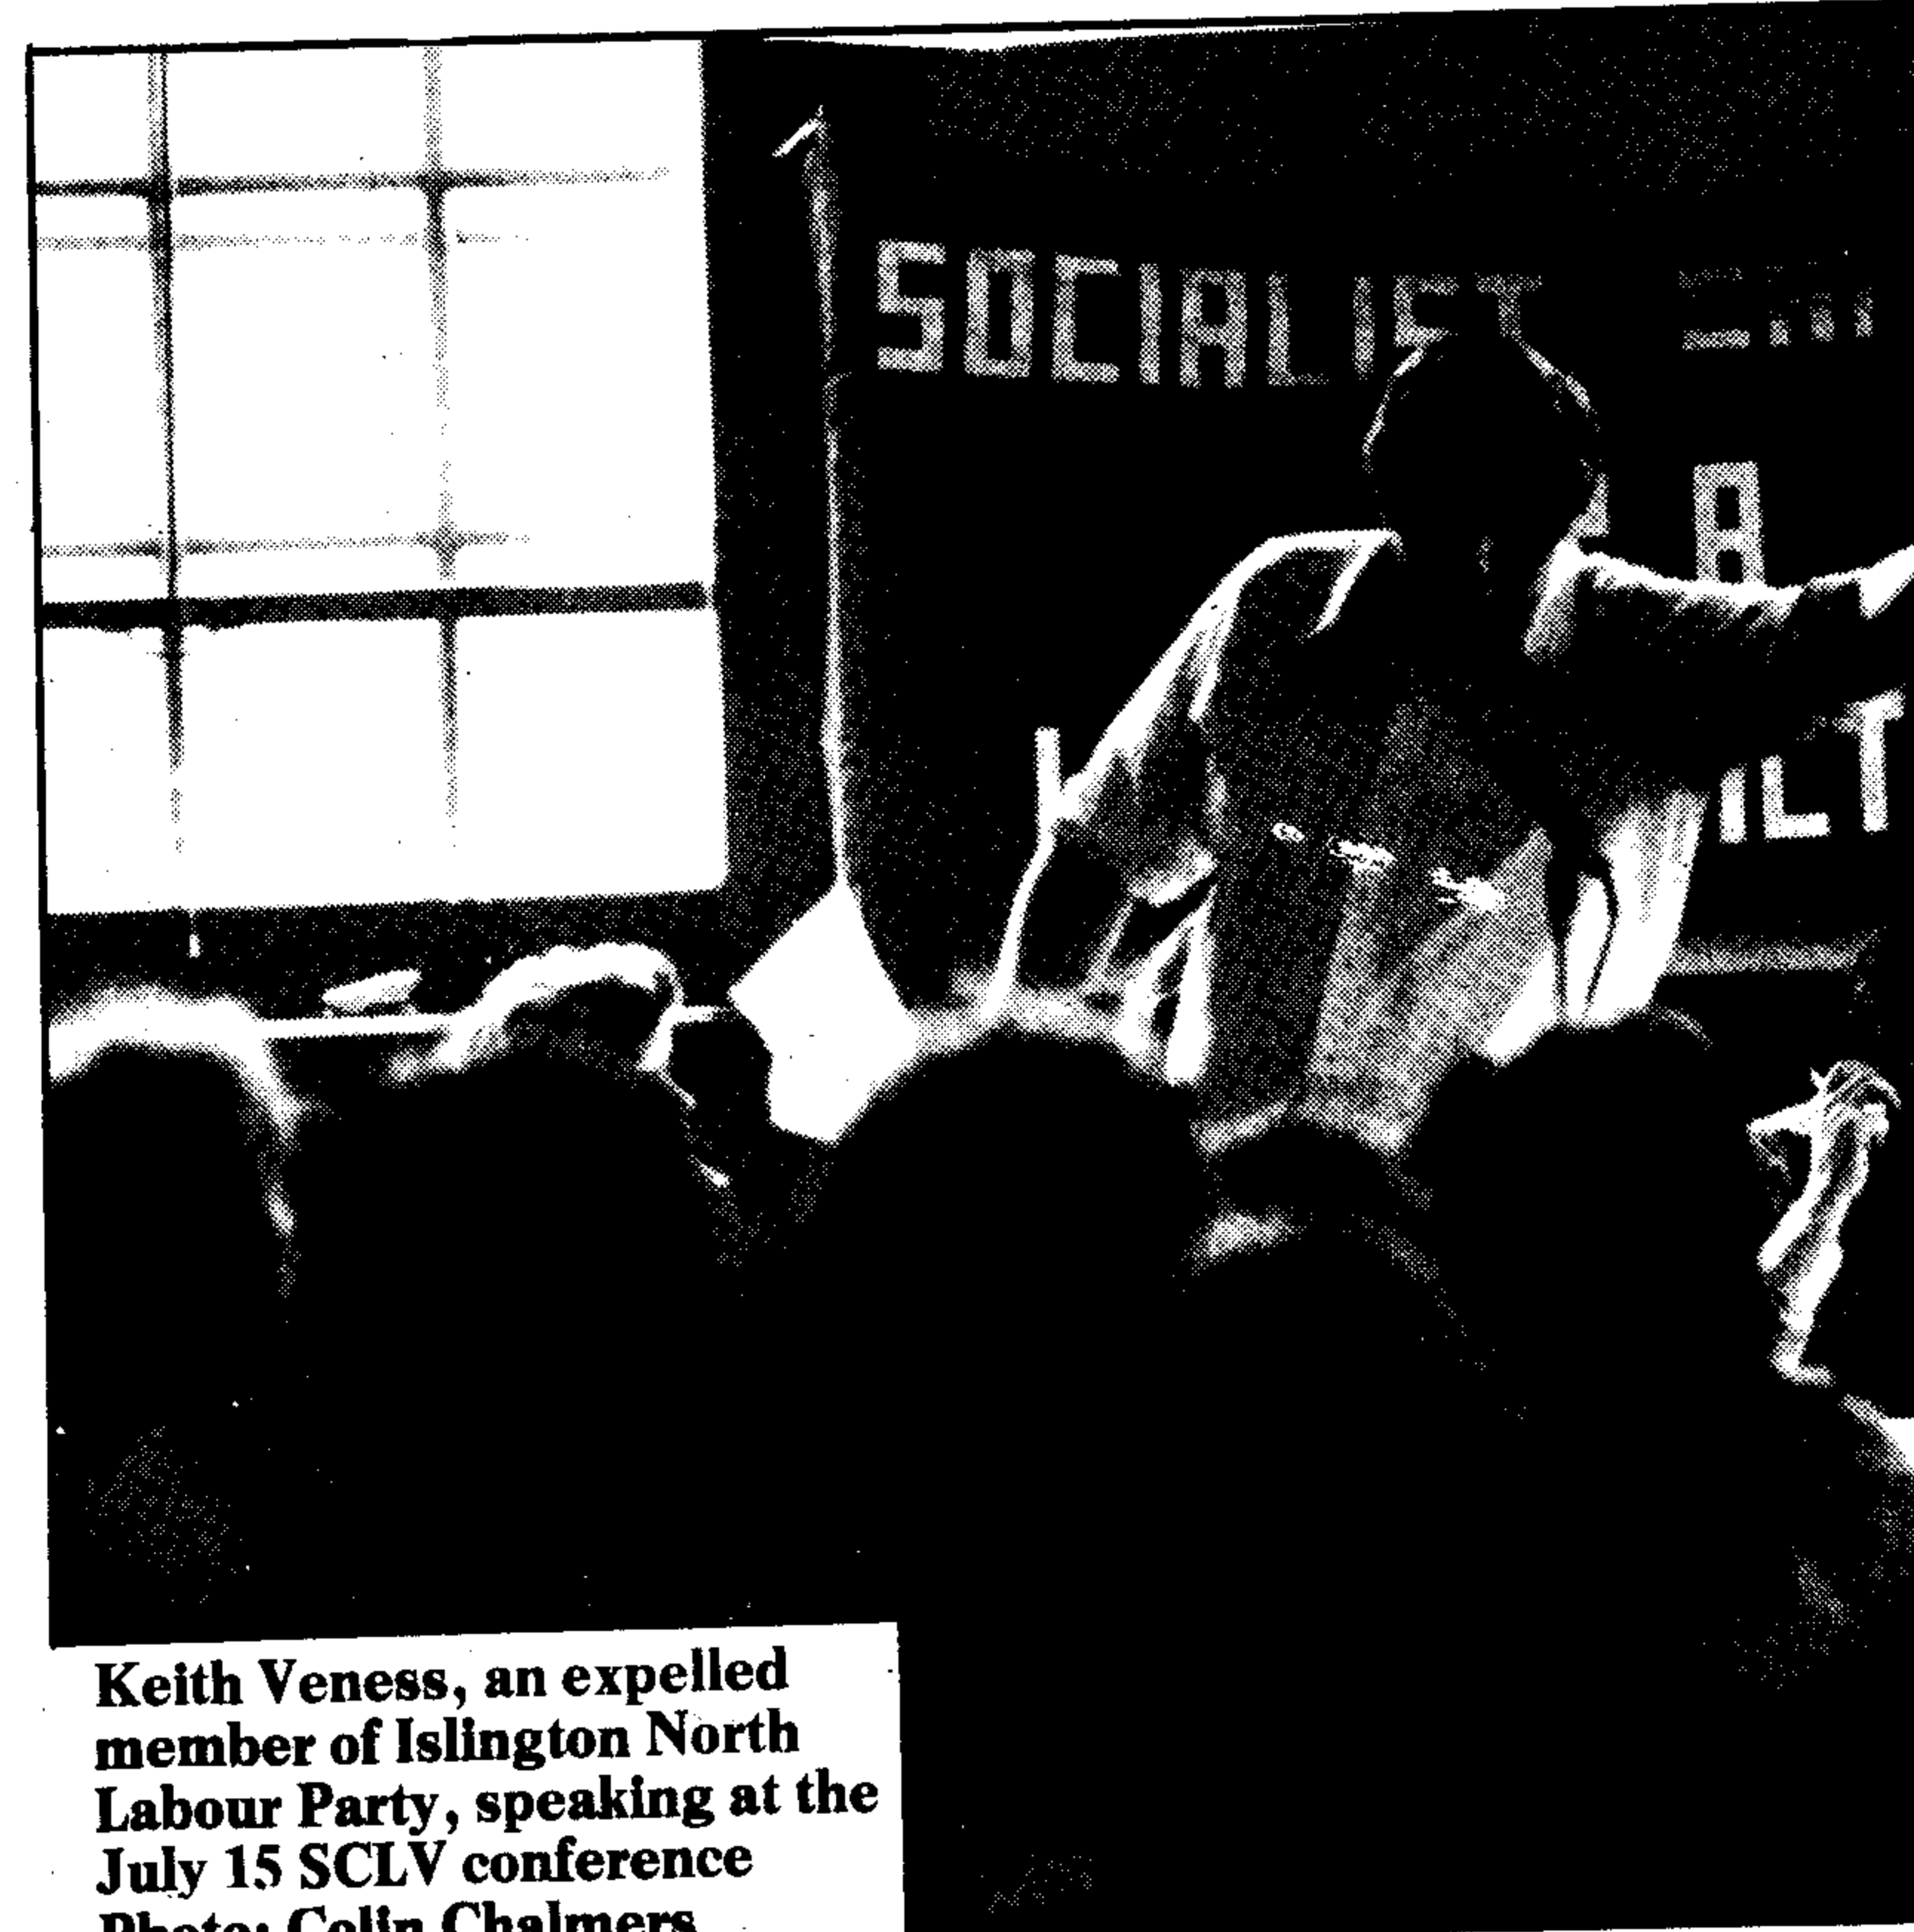 SOCIALIST
Keith Veness, an expelled
member of Islington North
Labour Party, speaking at the
July 15 SCLV conference
Photo: Colin Chalmers